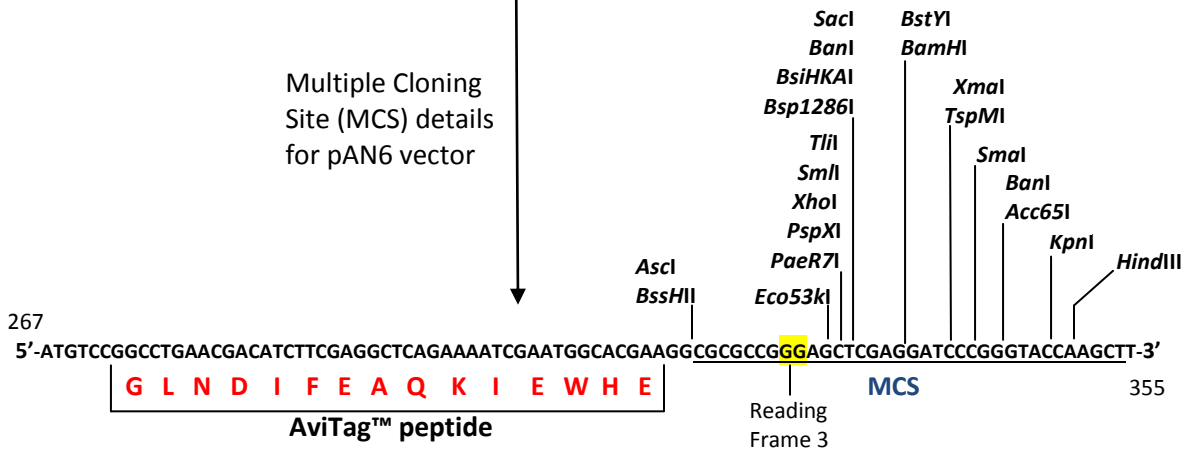 SacI
BanI
BsiHKAI
Bsp1286I
TliI
SmlI
XhoI
PspXI
PaeR7I
Eco53kI
BstYI
BamHI
XmaI
TspMI
SmaI
BanI
Acc65I
KpnI
HindIII
Multiple Cloning
Site (MCS) details
for pAN6 vector
AscI
BssHII
267
5’-ATGTCCGGCCTGAACGACATCTTCGAGGCTCAGAAAATCGAATGGCACGAAGGCGCGCCGGGAGCTCGAGGATCCCGGGTACCAAGCTT-3’
G L N D I F E A Q K I E W H E
MCS
355
AviTag™ peptide
Reading
Frame 3